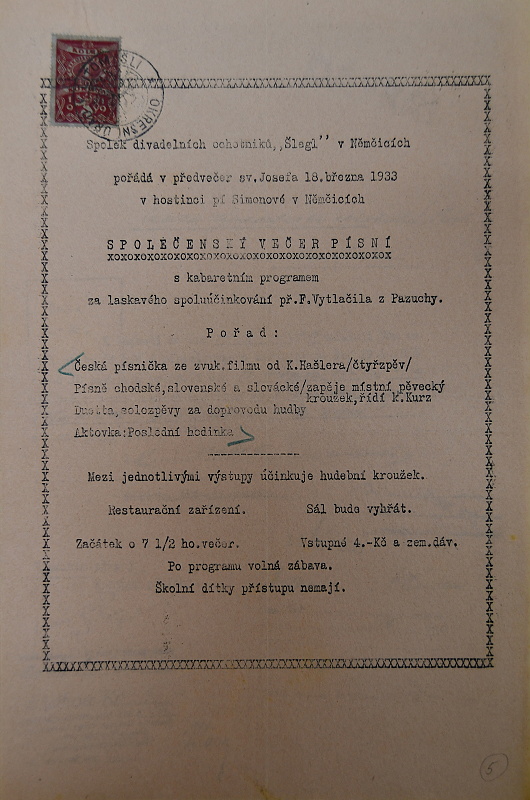 Spolek divadelních ochotníků,,Šlegl" v Němčicích
pořádá v předvečer sv.Josefa 18.března 1933
v hostinci pí Simonové v Němčicích
SPOLEČENSKÝ VEČER PÍSNÍ
xoxoxoxoxoxoxoxoxoxoxoxoxoxoxoxoxoxoxoxoxox
s kabaretním programem
za laskavého spoluúčinkování př.F.Vytlačila z Pazuchy.
Pořad:
Česká písnička ze zvuk.filmu od K.Hašlera/čtyřzpěv/
Písně chodské,slovenské a slovácké/zapěje místní pěvecký
kroužek,řídí k.Kurz
Duetta,solozpěvy za doprovodu hudby
Aktovka:Poslední hodinka
--------------
Mezi jednotlivými výstupy účinkuje hudební kroužek.
Restaurační zařízení. Sál bude vyhřát.
Začátek o 7 1/2 ho.večer. Vstupné 4.-Kč a zem.dáv.
Po programu volná zábava.
Školní dítky přístupu nemají.
5